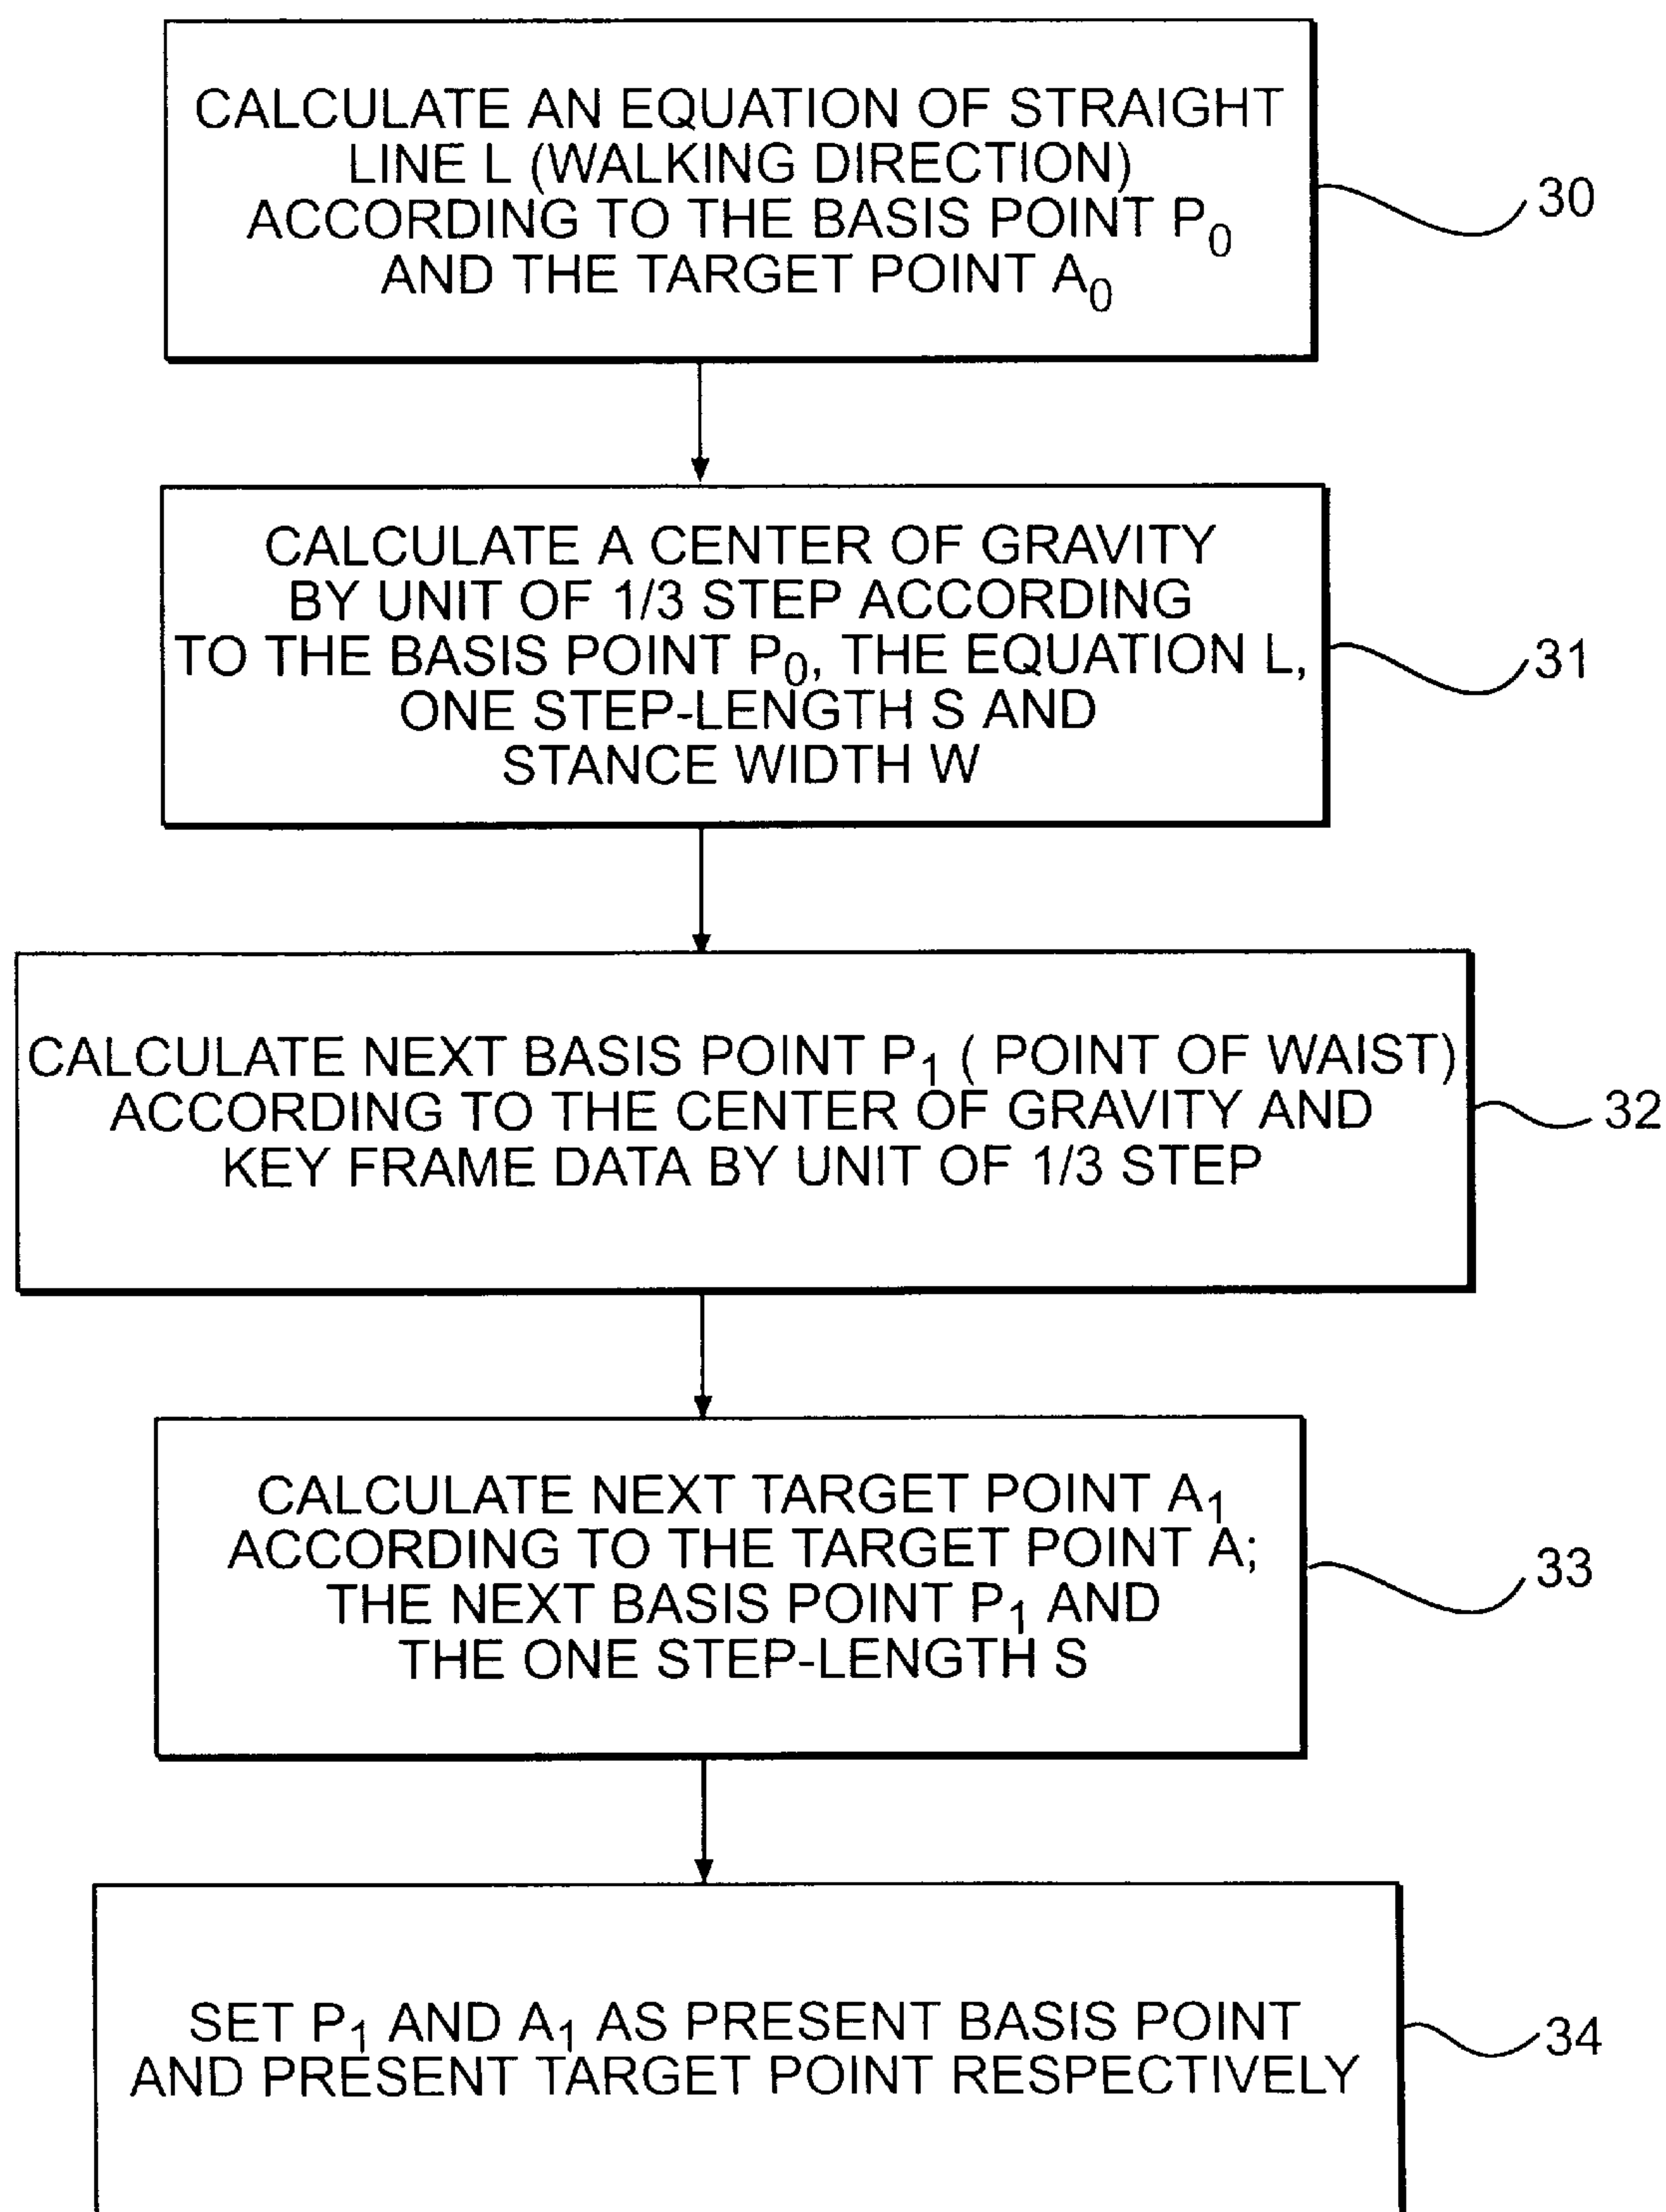 CALCULATE AN EQUATION OF STRAIGHT
LINE L (WALKING DIRECTION)
ACCORDING TO THE BASIS POINT P₀
AND THE TARGET POINT A₀
30
CALCULATE A CENTER OF GRAVITY
BY UNIT OF 1/3 STEP ACCORDING
TO THE BASIS POINT P₀, THE EQUATION L,
ONE STEP-LENGTH S AND
STANCE WIDTH W
31
CALCULATE NEXT BASIS POINT P₁ ( POINT OF WAIST)
ACCORDING TO THE CENTER OF GRAVITY AND
KEY FRAME DATA BY UNIT OF 1/3 STEP
32
CALCULATE NEXT TARGET POINT A₁
ACCORDING TO THE TARGET POINT A;
THE NEXT BASIS POINT P₁ AND
THE ONE STEP-LENGTH S
33
SET P₁ AND A₁ AS PRESENT BASIS POINT
AND PRESENT TARGET POINT RESPECTIVELY
34